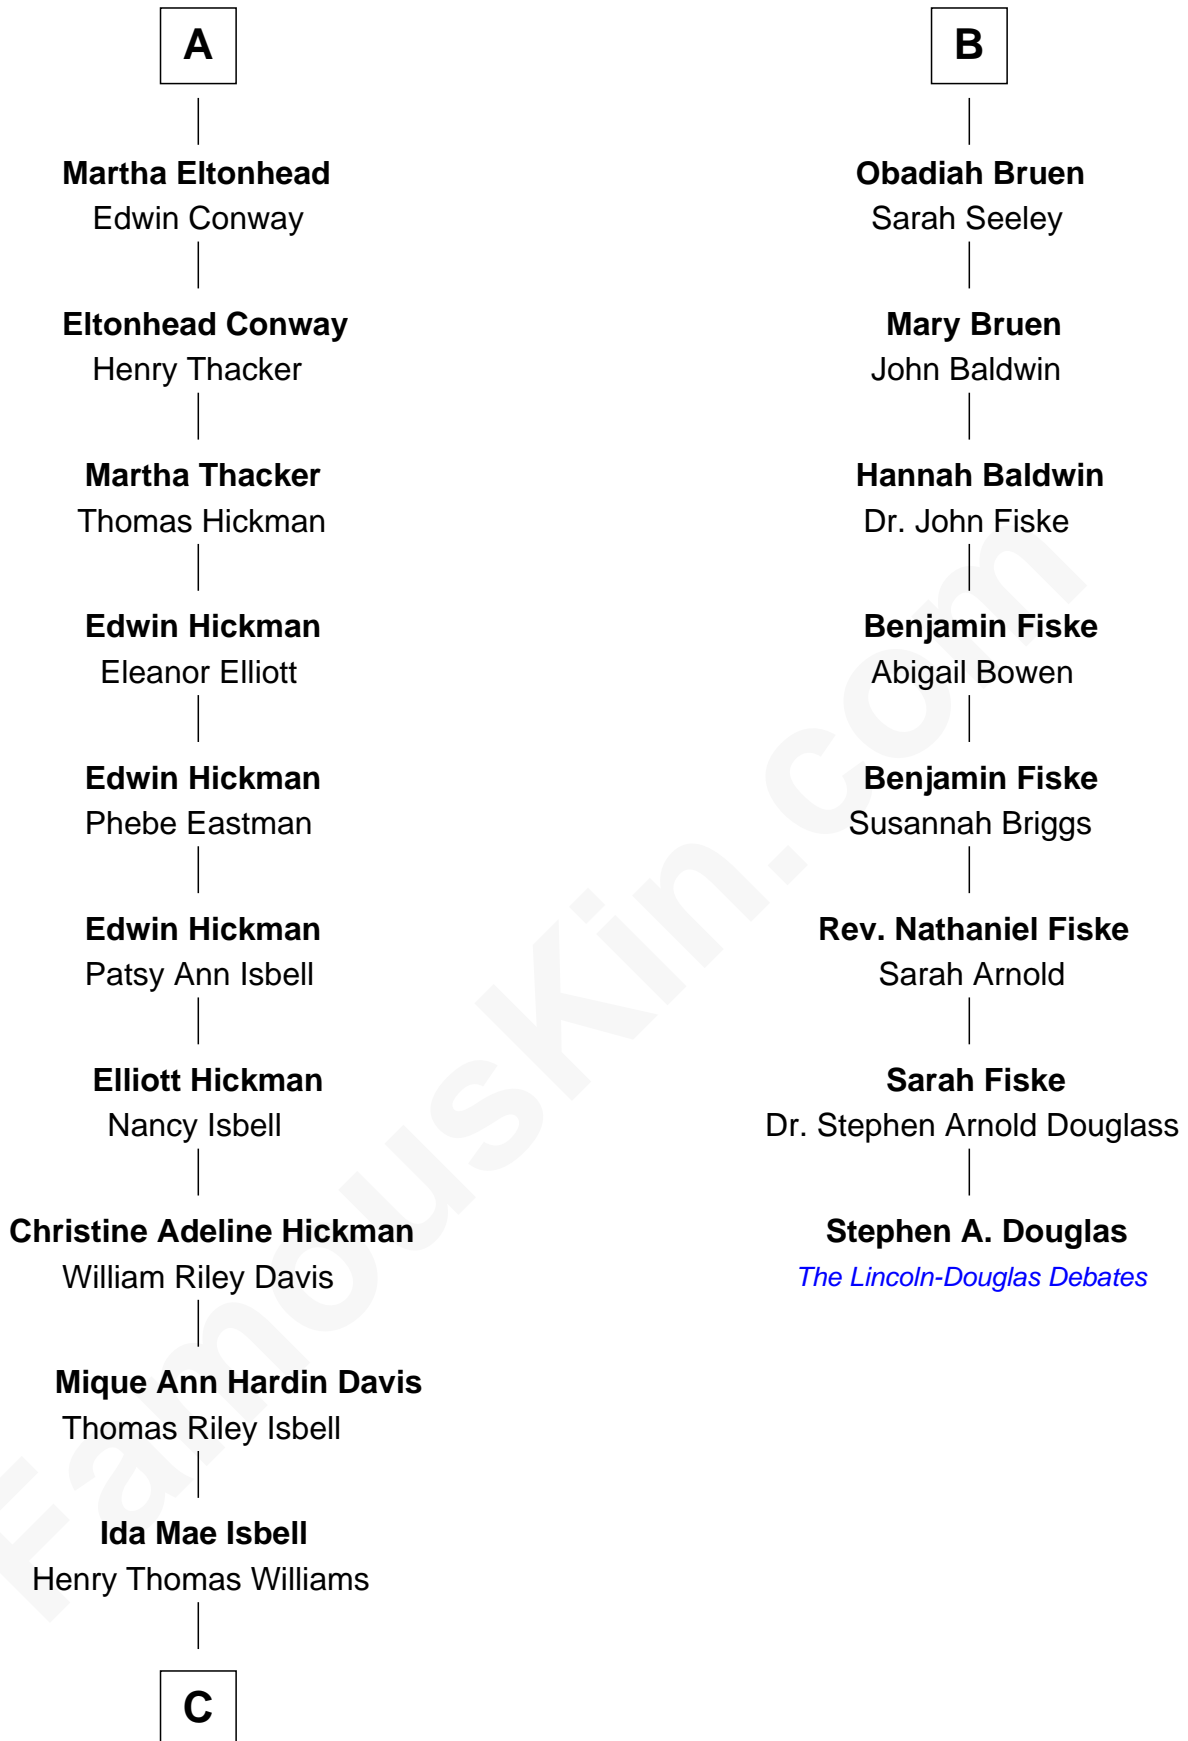 A
Martha Eltonhead
Edwin Conway
Eltonhead Conway
Henry Thacker
Martha Thacker
Thomas Hickman
Edwin Hickman
Eleanor Elliott
Edwin Hickman
Phebe Eastman
Edwin Hickman
Patsy Ann Isbell
Elliott Hickman
Nancy Isbell
Christine Adeline Hickman
William Riley Davis
Mique Ann Hardin Davis
Thomas Riley Isbell
Ida Mae Isbell
Henry Thomas Williams
C
B
Obadiah Bruen
Sarah Seeley
Mary Bruen
John Baldwin
Hannah Baldwin
Dr. John Fiske
Benjamin Fiske
Abigail Bowen
Benjamin Fiske
Susannah Briggs
Rev. Nathaniel Fiske
Sarah Arnold
Sarah Fiske
Dr. Stephen Arnold Douglass
Stephen A. Douglas
The Lincoln-Douglas Debates
FamousKin.com